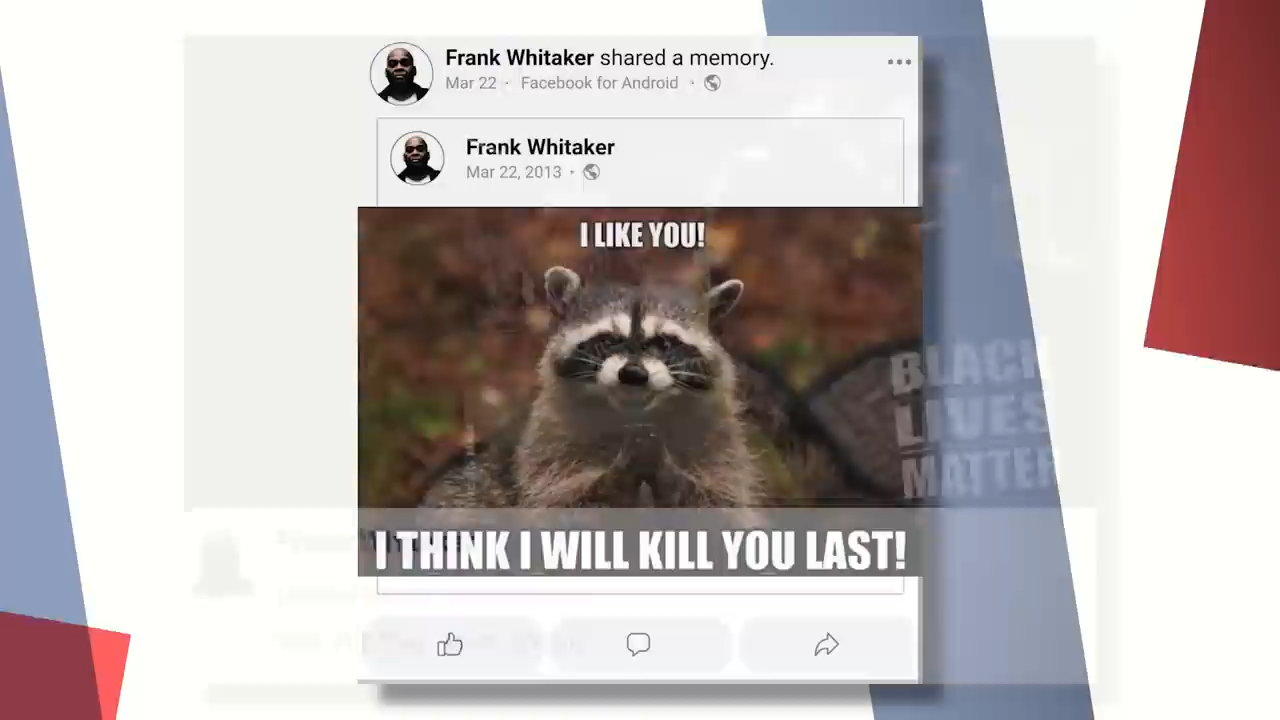 Frank Whitaker shared a memory.
Mar 22 · Facebook for Android ·
Frank Whitaker
Mar 22, 2013 ·
I LIKE YOU!
BLACK
LIVES
MATTER
I THINK I WILL KILL YOU LAST!